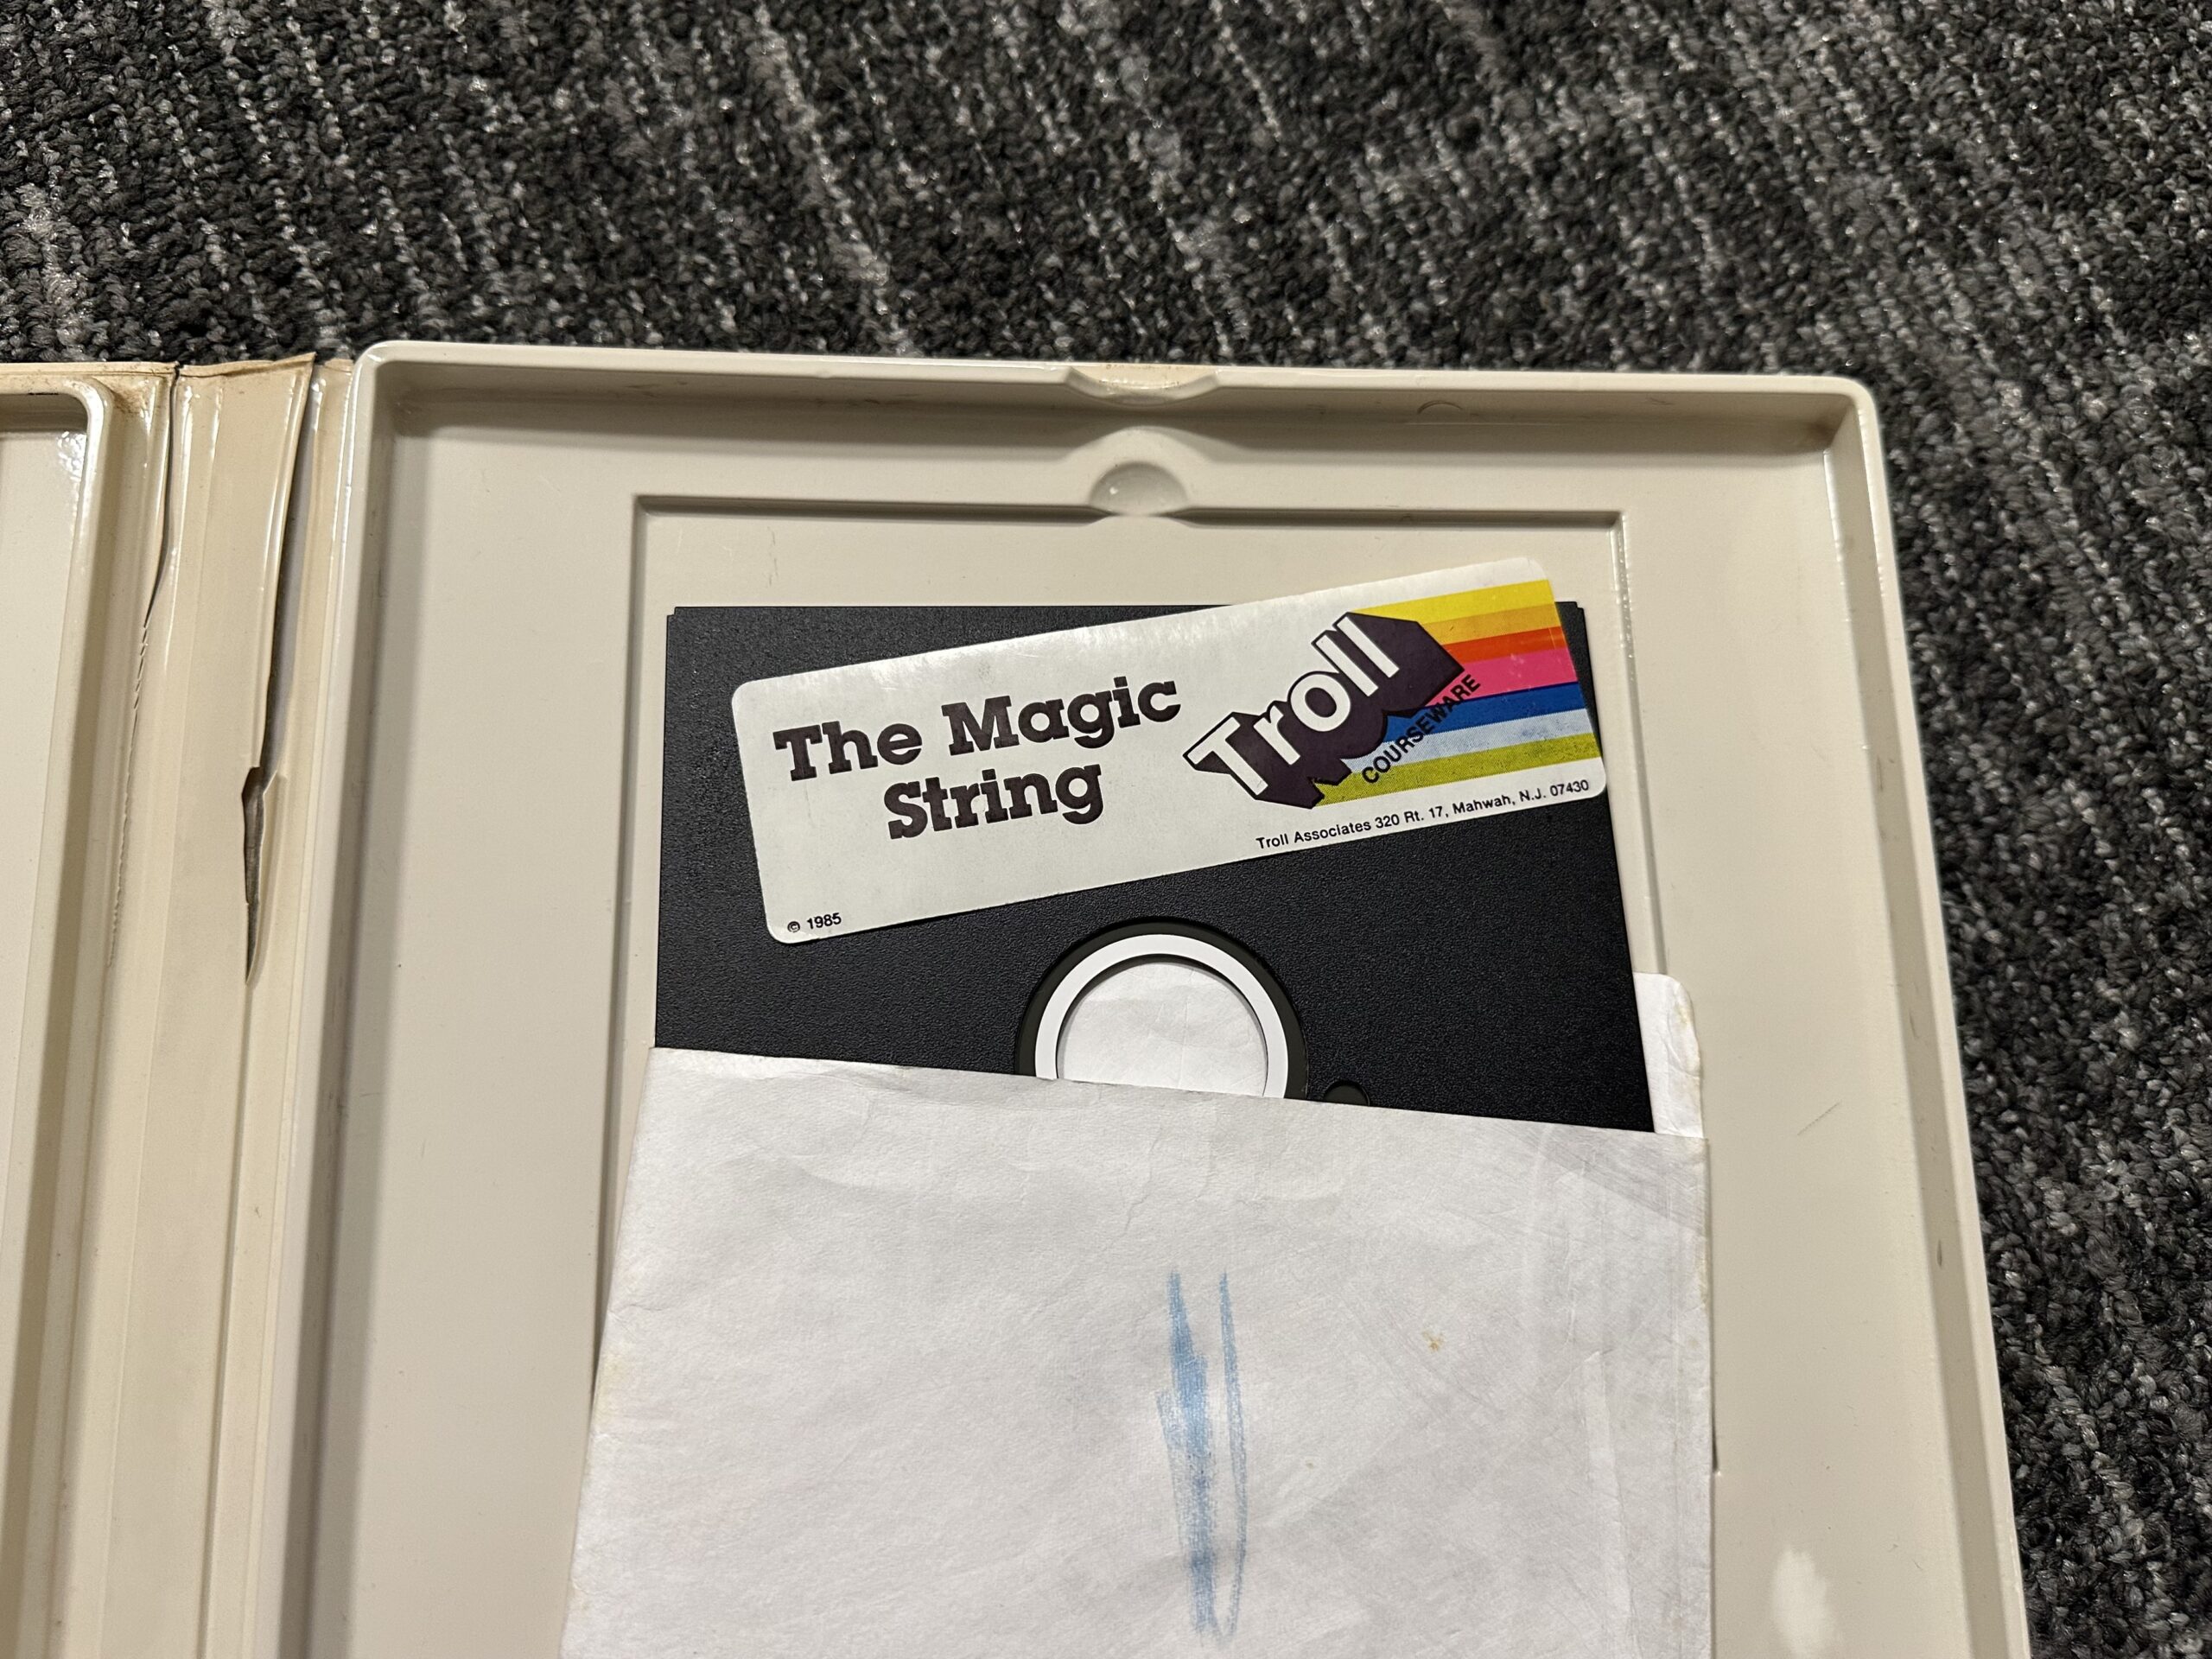 The Magic
String
Troll
COURSEWARE
Troll Associates 320 Rt. 17, Mahwah, N.J. 07430
© 1985